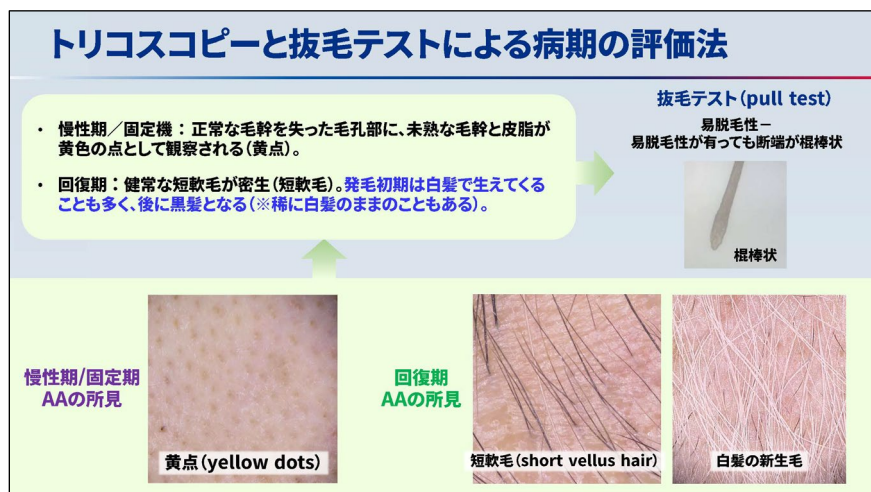 トリコスコピーと抜毛テストによる病期の評価法
・ 慢性期／固定機 ： 正常な毛幹を失った毛孔部に、未熟な毛幹と皮脂が
黄色の点として観察される（黄点）。
・ 回復期 ： 健常な短軟毛が密生（短軟毛）。発毛初期は白髪で生えてくる
ことも多く、後に黒髪となる（※稀に白髪のままのこともある）。
抜毛テスト（pull test）
易脱毛性－
易脱毛性が有っても断端が棍棒状
棍棒状
慢性期/固定期
AAの所見
黄点（yellow dots）
回復期
AAの所見
短軟毛（short vellus hair）
白髪の新生毛